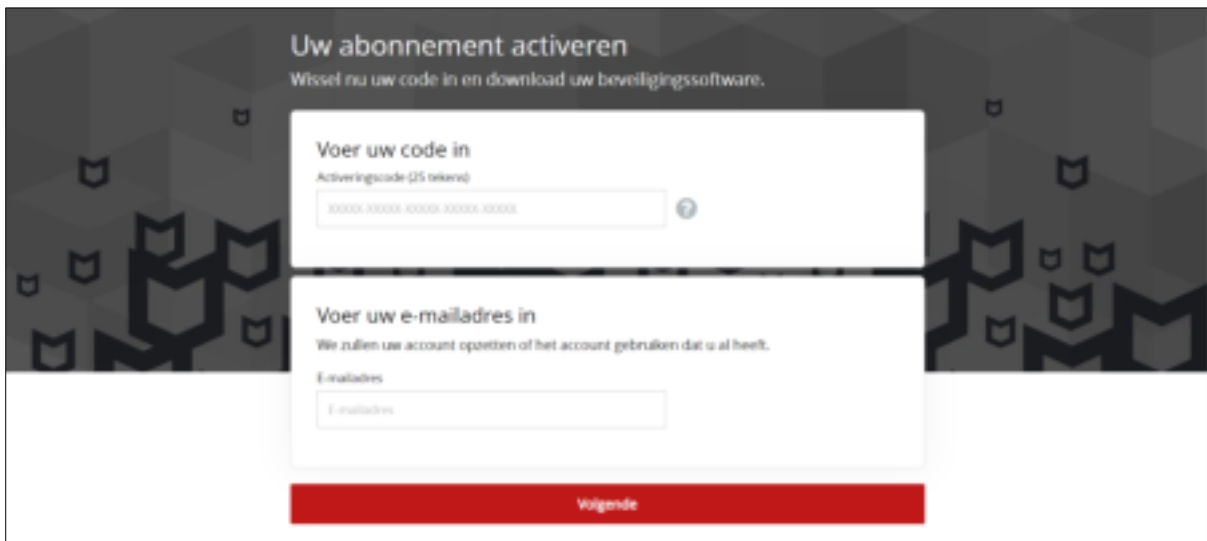 Uw abonnement activeren
Wissel nu uw code in en download uw beveiligingssoftware.
Voer uw code in
Activeringscode (25 tekens)
XXXXX-XXXXX-XXXXX-XXXXX-XXXXX
Voer uw e-mailadres in
We zullen uw account opzetten of het account gebruiken dat u al heeft.
E-mailadres
E-mailadres
Volgende